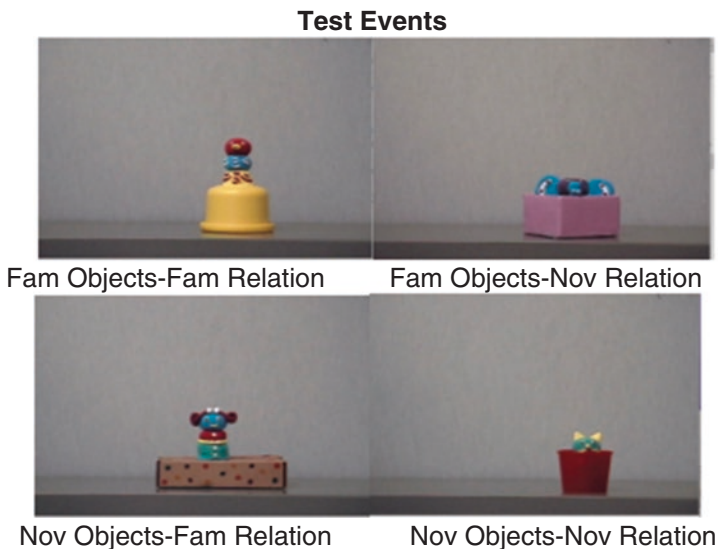 Test Events
Fam Objects-Fam Relation
Fam Objects-Nov Relation
Nov Objects-Fam Relation
Nov Objects-Nov Relation